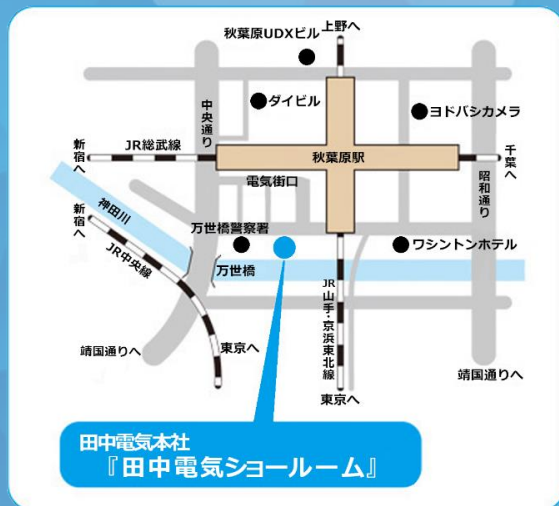 秋葉原UDXビル
上野へ
ダイビル
ヨドバシカメラ
中央通り
新宿へ
JR総武線
秋葉原駅
千葉へ
電気街口
昭和通り
神田川
新宿へ
JR中央線
万世橋警察署
ワシントンホテル
万世橋
JR山手・京浜東北線
靖国通りへ
東京へ
靖国通りへ
東京へ
田中電気本社
『田中電気ショールーム』